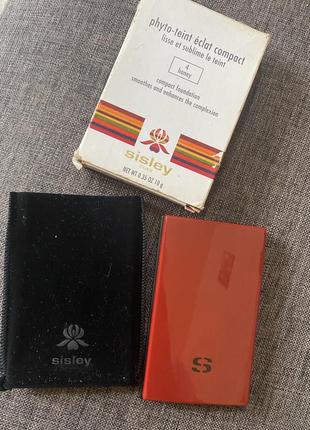 phyto-teint éclat compact
lisse et sublime le teint
4
honey
compact foundation
smoothes and enhances the complexion
sisley
PARIS
NET WT 0.35 OZ 10 g
sisley
S